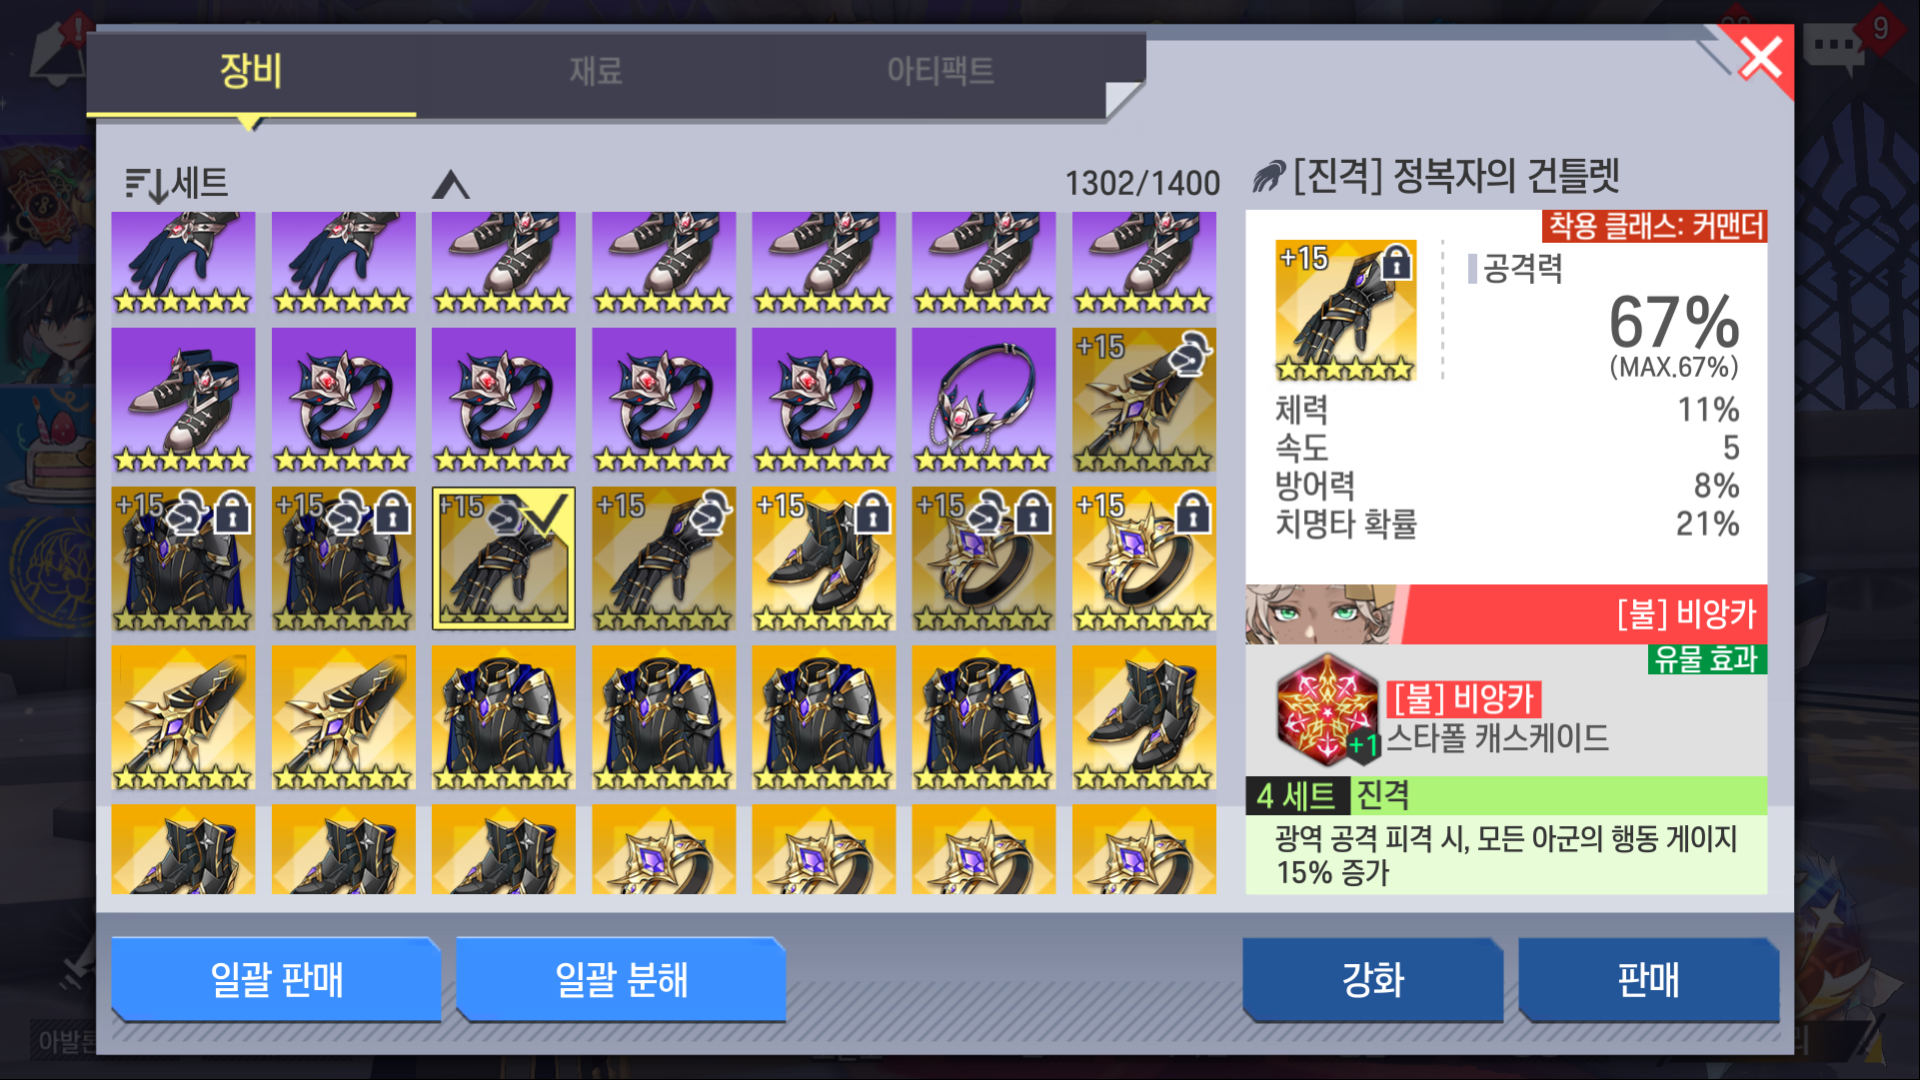 장비
재료
아티팩트
9
세트
1302/1400
[진격] 정복자의 건틀렛
착용 클래스: 커맨더
+15
공격력
67%
(MAX.67%)
체력 11%
속도 5
방어력 8%
치명타 확률 21%
+15
+15
+15
+15
+15
+15
+15
+15
[불] 비앙카
유물 효과
[불] 비앙카
+1
스타폴 캐스케이드
4 세트 진격
광역 공격 피격 시, 모든 아군의 행동 게이지
15% 증가
일괄 판매
일괄 분해
강화
판매
아발론